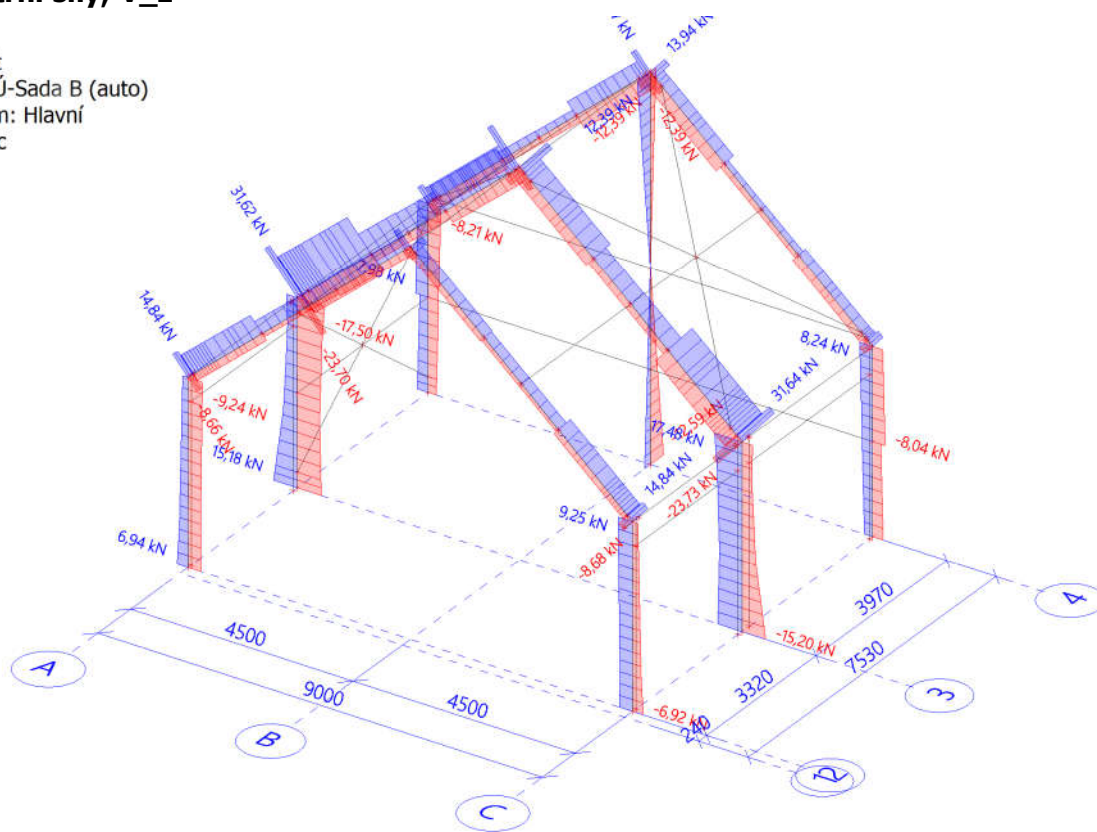 Ú-Sada B (auto)
: Hlavní
13,94 kN
kN
12,39 kN
-12,39 kN
-12,39 kN
31,62 kN
-8,21 kN
7,98 kN
14,84 kN
-17,50 kN
-23,70 kN
8,24 kN
31,64 kN
-9,24 kN
-8,66 kN
15,18 kN
17,48 kN
-8,04 kN
14,84 kN
-23,73 kN
9,25 kN
6,94 kN
-8,68 kN
-15,20 kN
-6,92
4500
9000
4500
240
3320
3970
7530
A
B
C
12
3
4